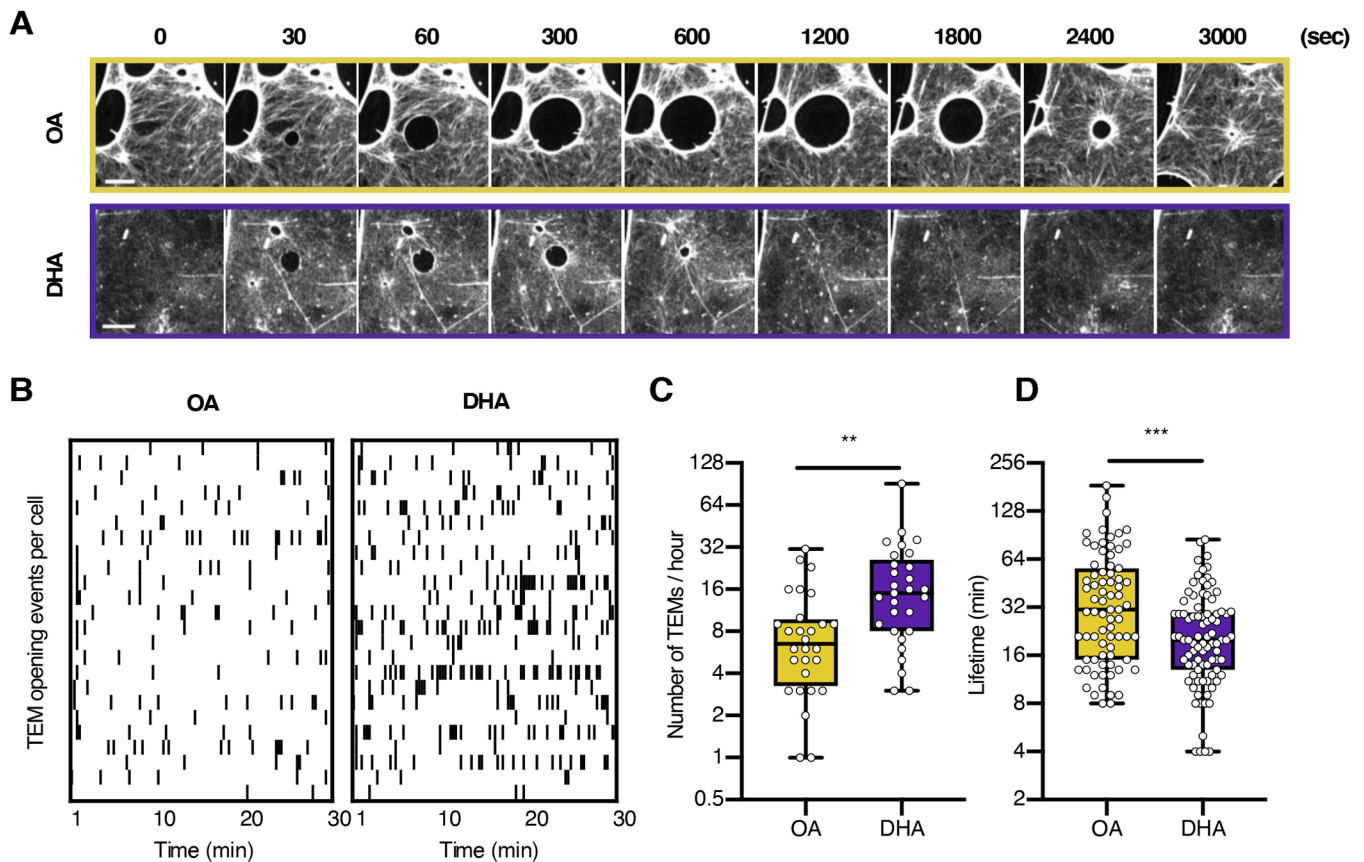 A
0 30 60 300 600 1200 1800 2400 3000 (sec)
OA
DHA
B
OA DHA
TEM opening events per cell
1 10 20 30 1 10 20 30
Time (min) Time (min)
C
**
Number of TEMs / hour
128
64
32
16
8
4
2
1
0.5
OA DHA
D
***
Lifetime (min)
256
128
64
32
16
8
4
2
OA DHA